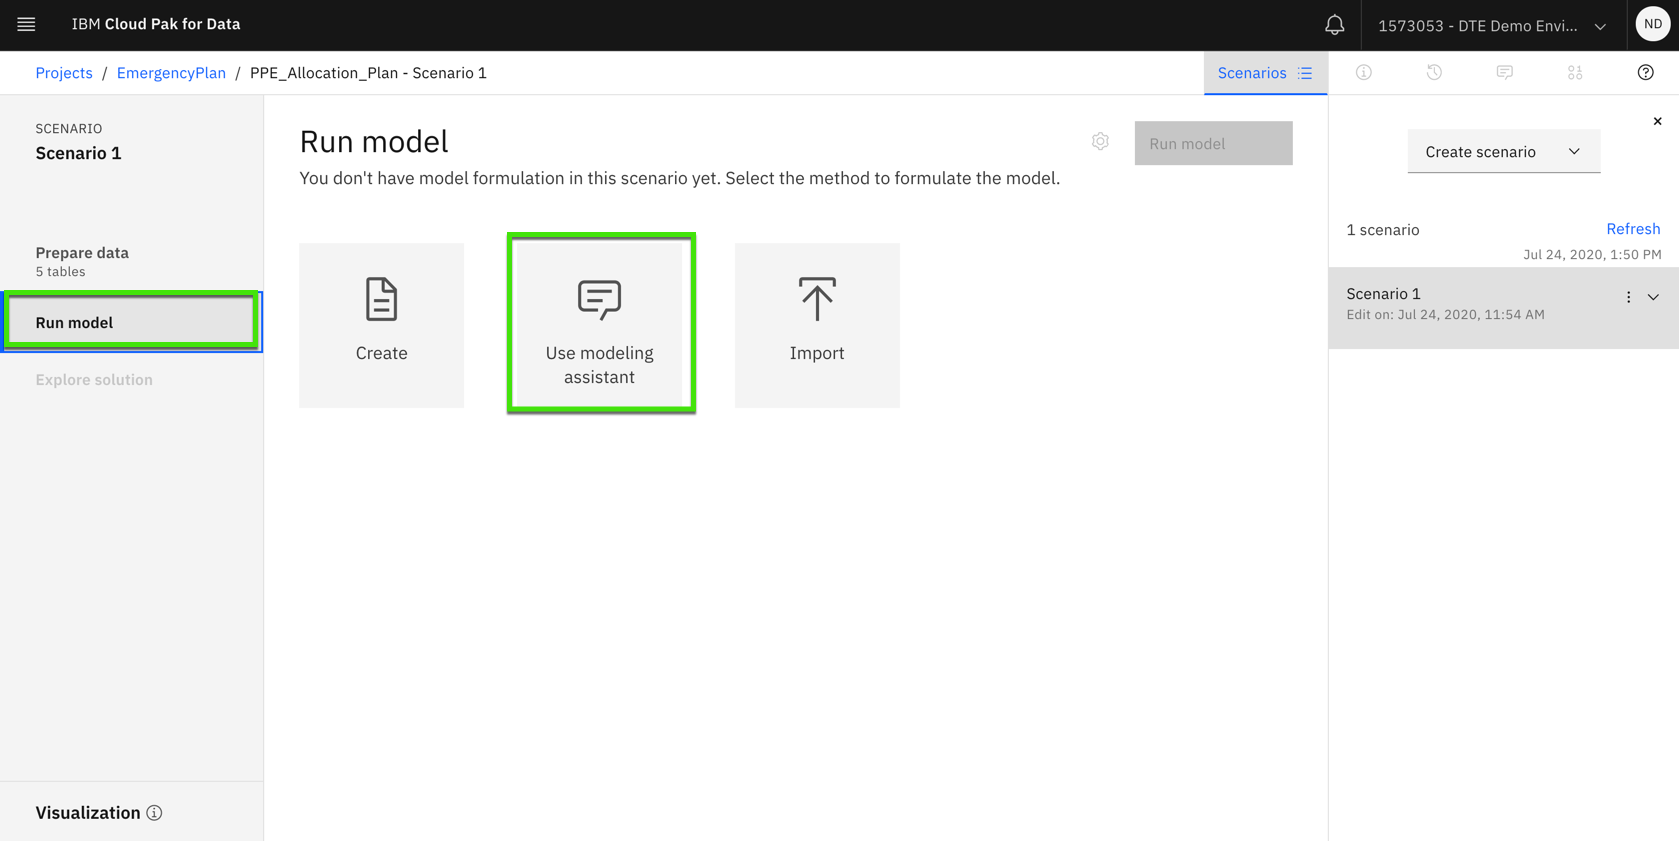 IBM Cloud Pak for Data
1573053 - DTE Demo Envi...
ND
Projects / EmergencyPlan / PPE_Allocation_Plan - Scenario 1
Scenarios
SCENARIO
Scenario 1
Prepare data
5 tables
Run model
Explore solution
Visualization
Run model
Run model
You don't have model formulation in this scenario yet. Select the method to formulate the model.
Create
Use modeling
assistant
Import
Create scenario
1 scenario
Refresh
Jul 24, 2020, 1:50 PM
Scenario 1
Edit on: Jul 24, 2020, 11:54 AM